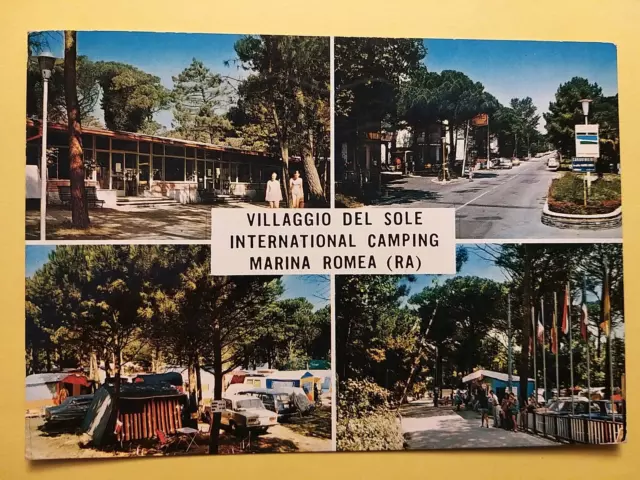 VILLAGGIO DEL SOLE
INTERNATIONAL CAMPING
MARINA ROMEA (RA)